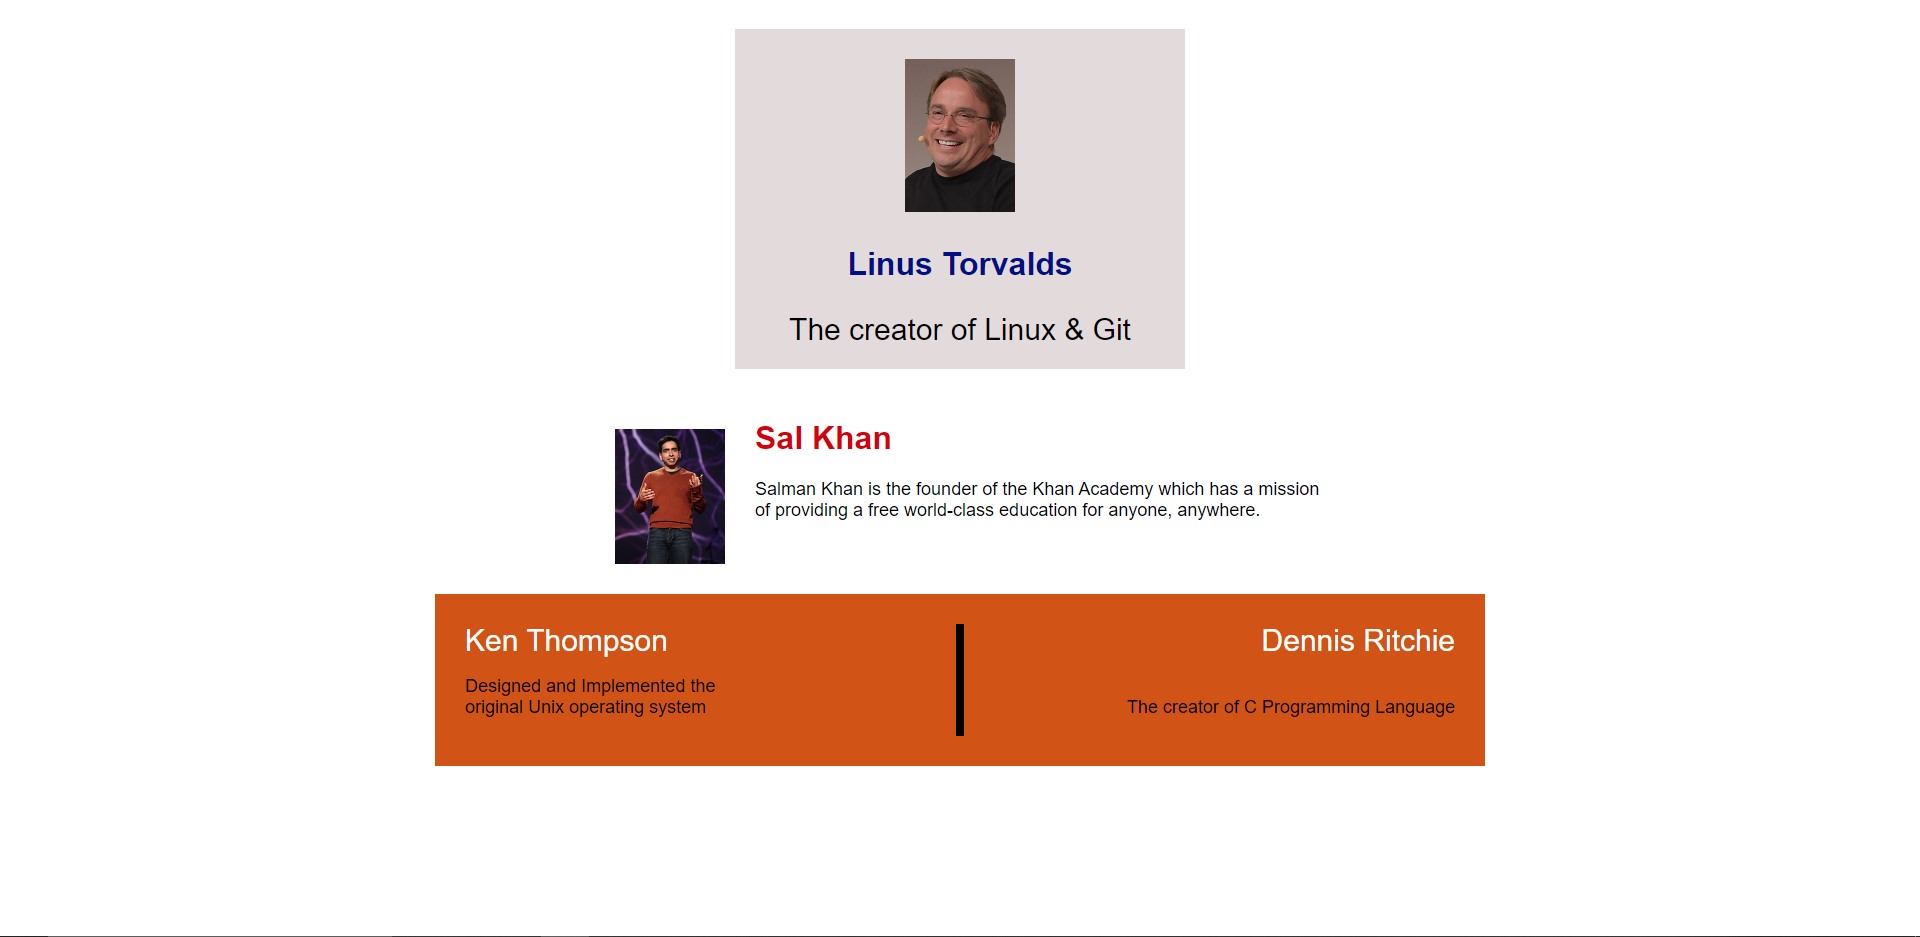 Linus Torvalds
The creator of Linux & Git
Sal Khan
Salman Khan is the founder of the Khan Academy which has a mission
of providing a free world-class education for anyone, anywhere.
Ken Thompson
Designed and Implemented the
original Unix operating system
Dennis Ritchie
The creator of C Programming Language